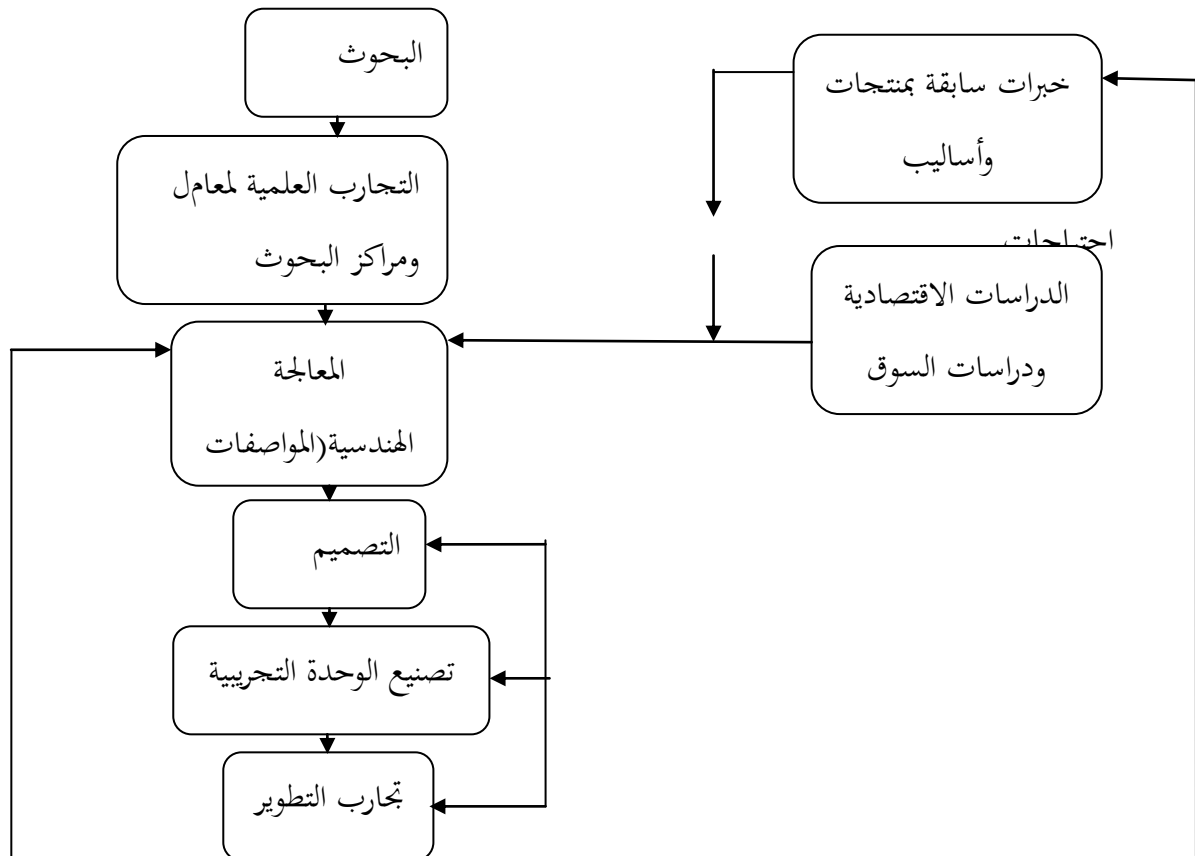 البحوث
التجارب العلمية لمعامل
ومراكز البحوث
المعالجة
الهندسية(المواصفات
التصميم
تصنيع الوحدة التجريبية
تجارب التطوير
خبرات سابقة بمنتجات
وأساليب
احتياجات
الدراسات الاقتصادية
ودراسات السوق